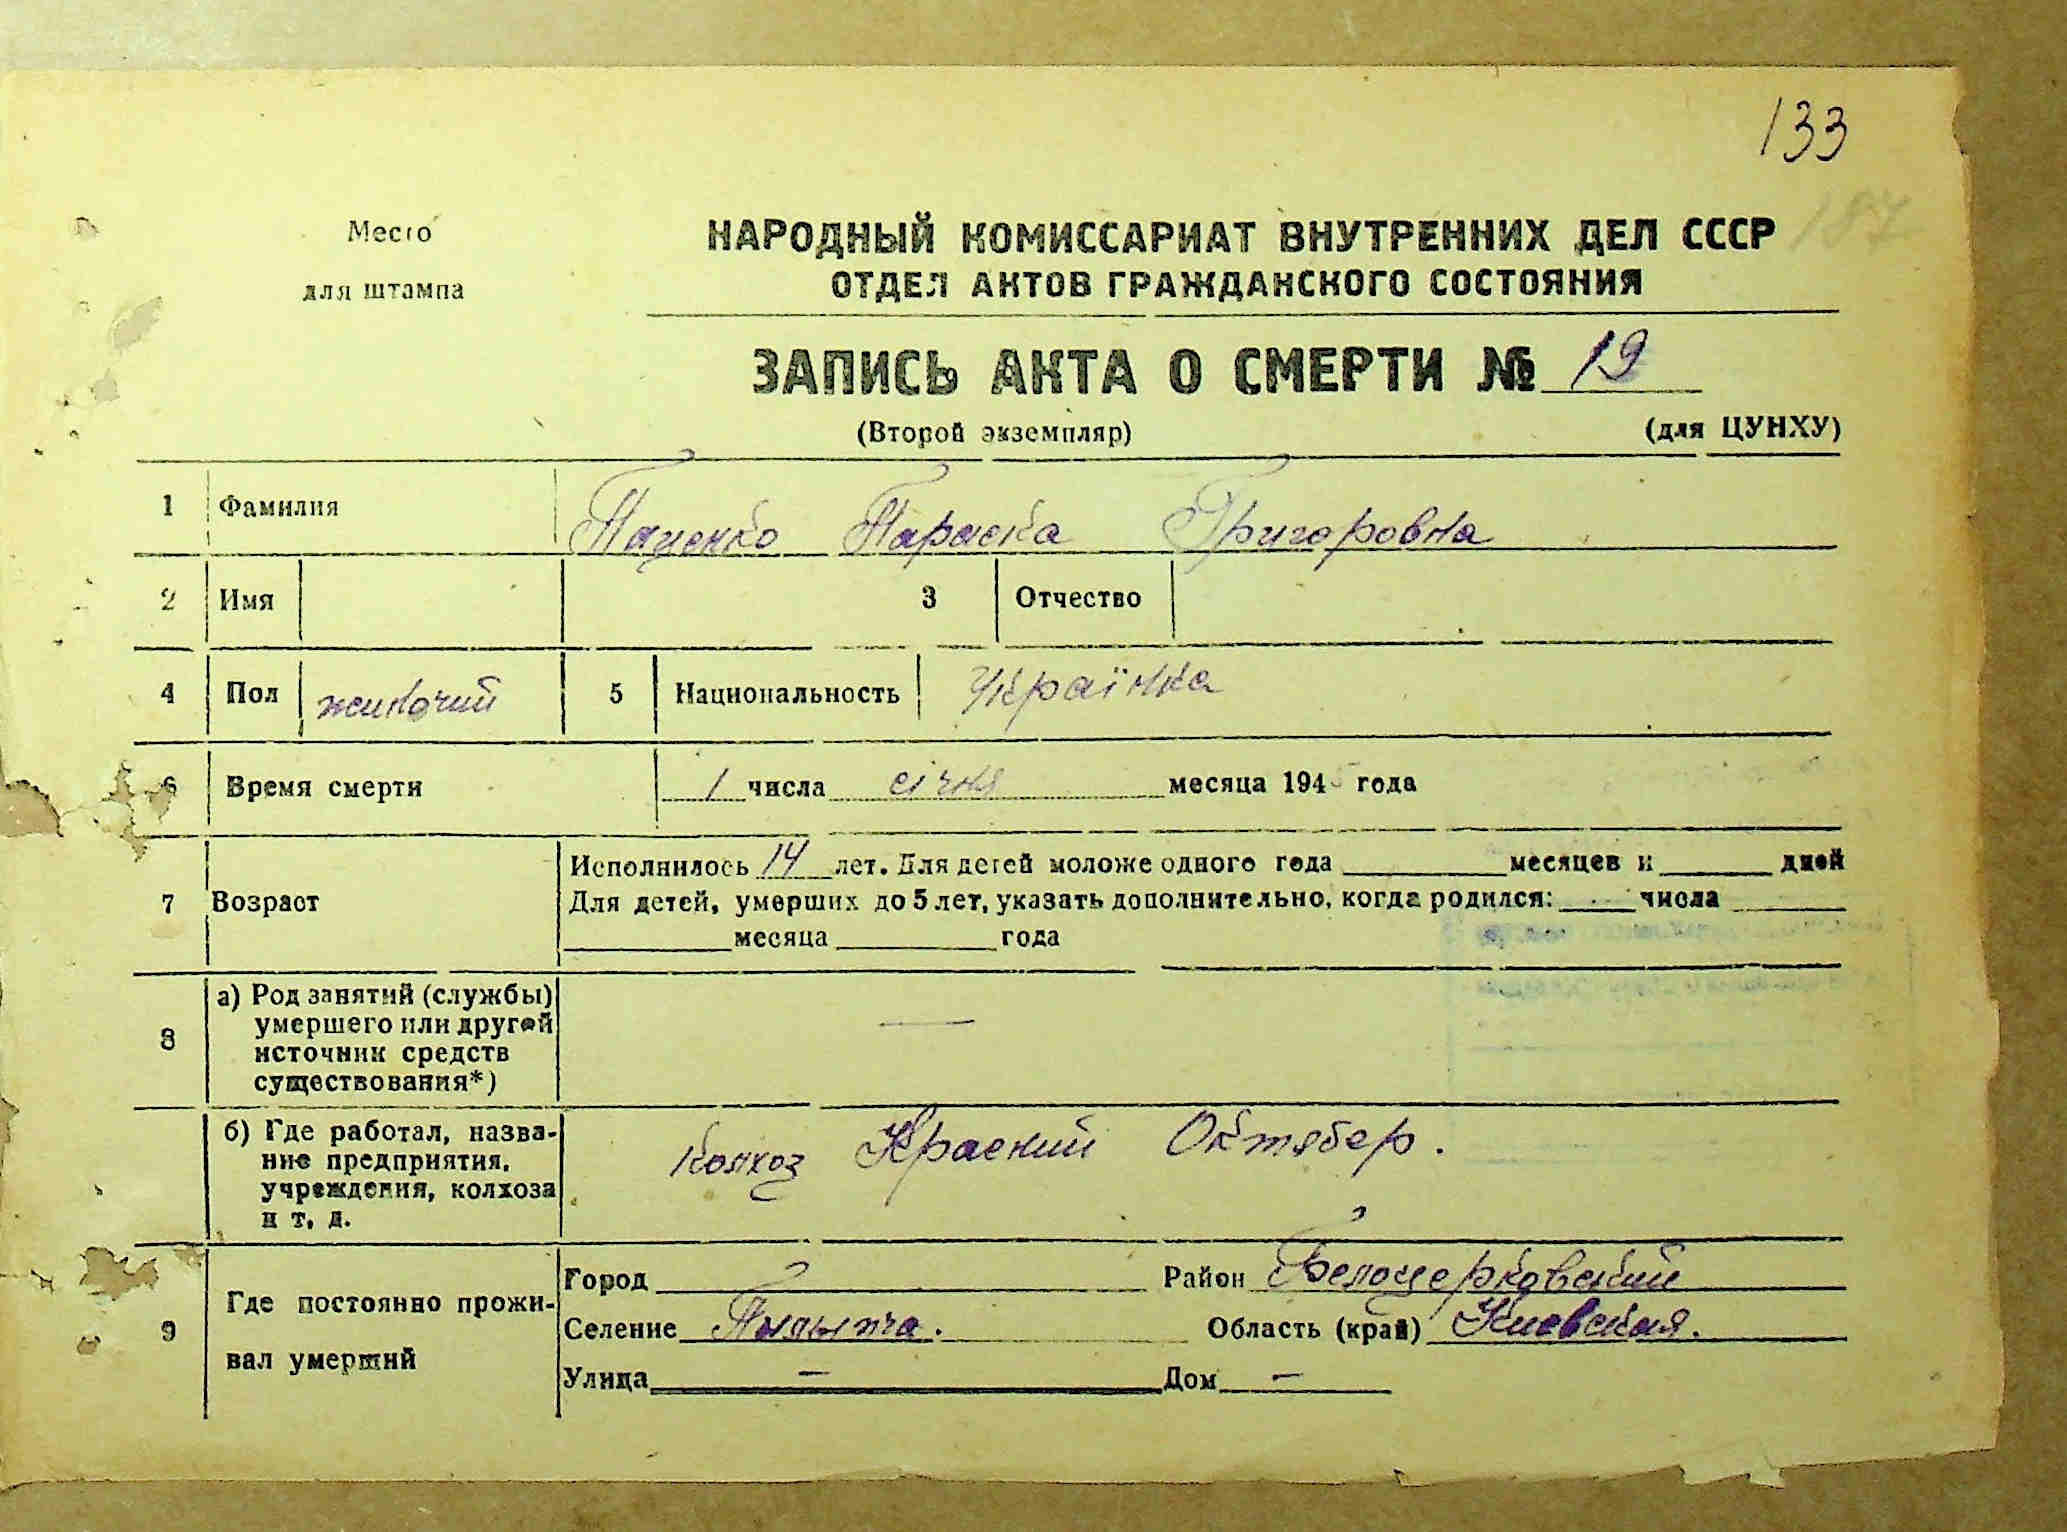 133
187
Место
для штампа
НАРОДНЫЙ КОМИССАРИАТ ВНУТРЕННИХ ДЕЛ СССР
ОТДЕЛ АКТОВ ГРАЖДАНСКОГО СОСТОЯНИЯ
ЗАПИСЬ АКТА О СМЕРТИ № 19
(Второй экземпляр) (для ЦУНХУ)
1 Фамилия Паценко Параска Григоровна
2 Имя 3 Отчество
4 Пол жиночий 5 Национальность Українка
6 Время смерти 1 числа січня месяца 1945 года
7 Возраст Исполнилось 14 лет. Для детей моложе одного года месяцев и дней
Для детей, умерших до 5 лет, указать дополнительно, когда родился: числа
месяца года
8 а) Род занятий (службы) умершего или другой источник средств существования*) —
б) Где работал, назва-
ние предприятия,
учреждения, колхоза
и т. д.
Колхоз Красний Октябер.
9 Где постоянно прожи-
вал умерший
Город Район Белоцерковский
Селение Область (край) Киевская.
Улица — Дом —